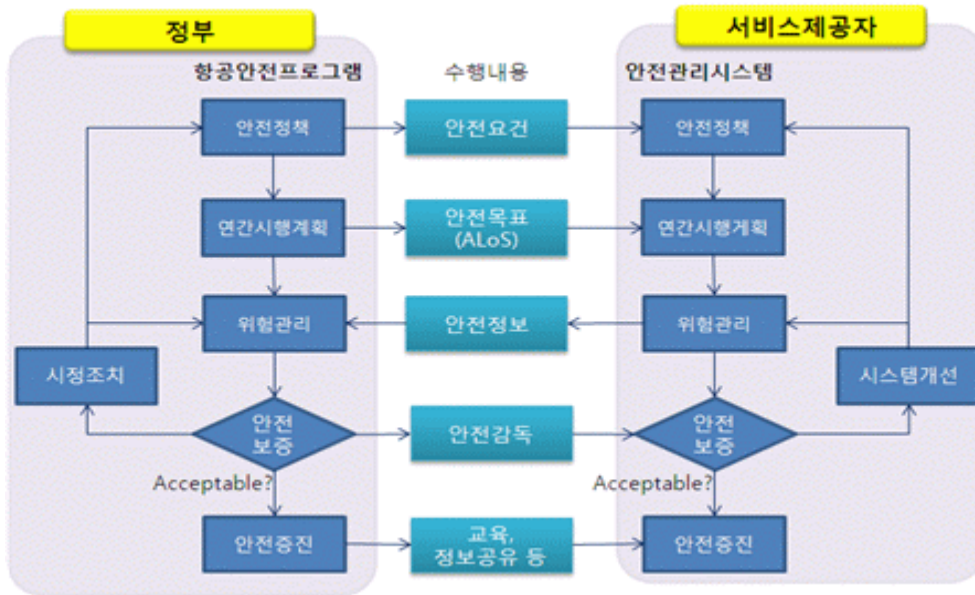 정부
서비스제공자
항공안전프로그램
수행내용
안전관리시스템
안전정책
안전요건
안전정책
연간시행계획
안전목표
(ALoS)
연간시행게획
위험관리
안전정보
위험관리
시정조치
시스템개선
안전
보증
안전감독
안전
보증
Acceptable?
Acceptable?
안전증진
교육,
정보공유 등
안전증진